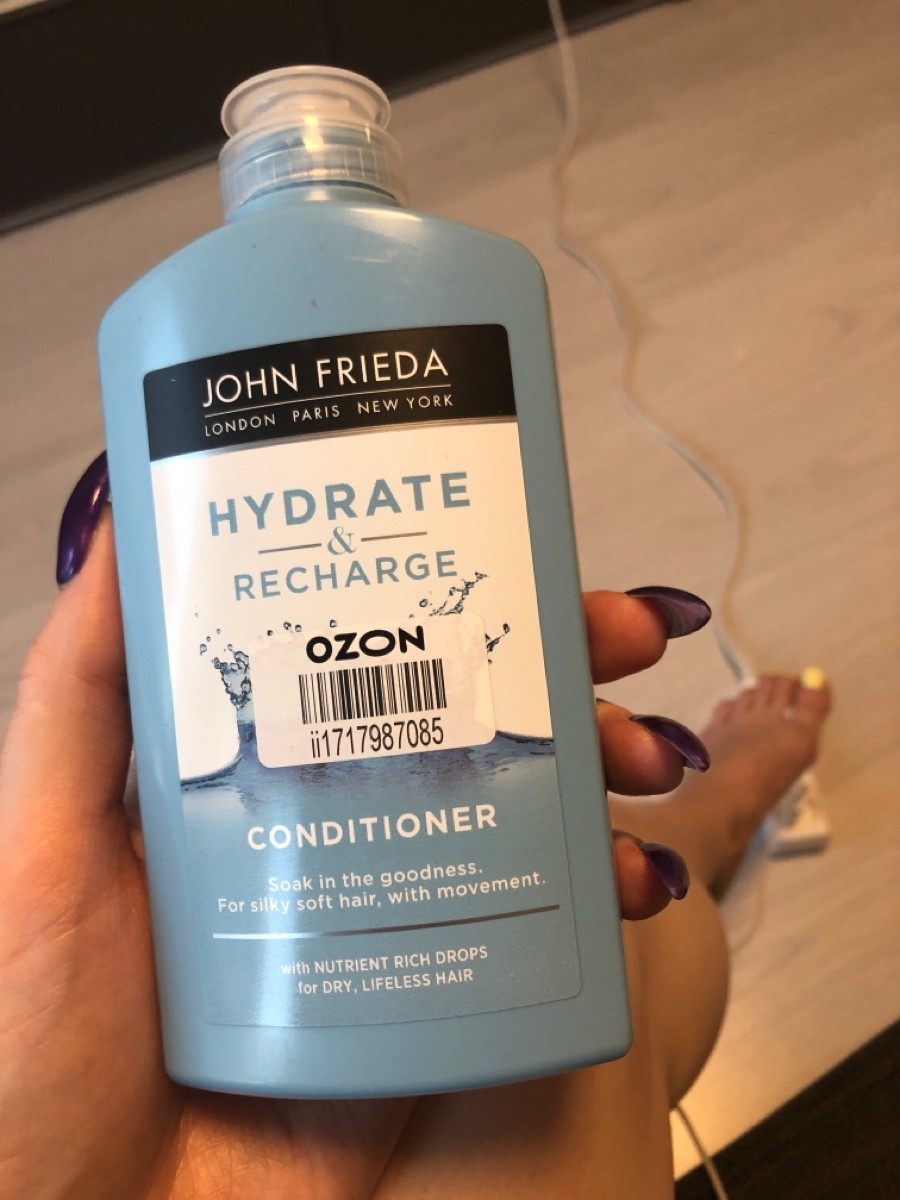 JOHN FRIEDA
LONDON PARIS NEW YORK
HYDRATE
&
RECHARGE
OZON
ii1717987085
CONDITIONER
Soak in the goodness.
For silky soft hair, with movement.
with NUTRIENT RICH DROPS
for DRY, LIFELESS HAIR